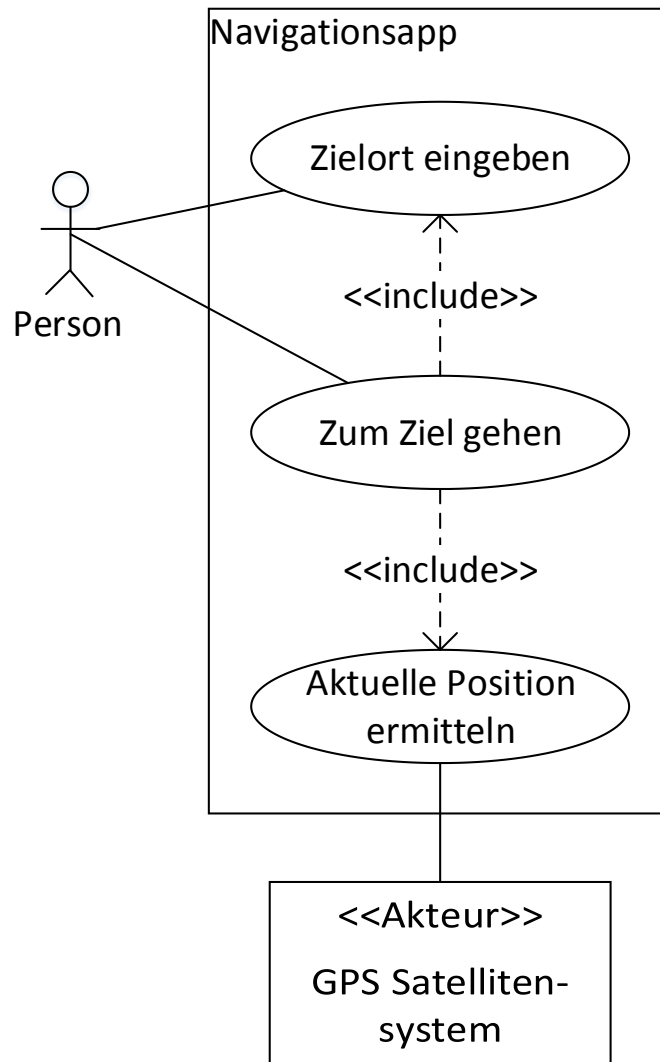 Navigationsapp
Zielort eingeben
<<include>>
Person
Zum Ziel gehen
<<include>>
Aktuelle Position
ermitteln
<<Akteur>>
GPS Satelliten-
system